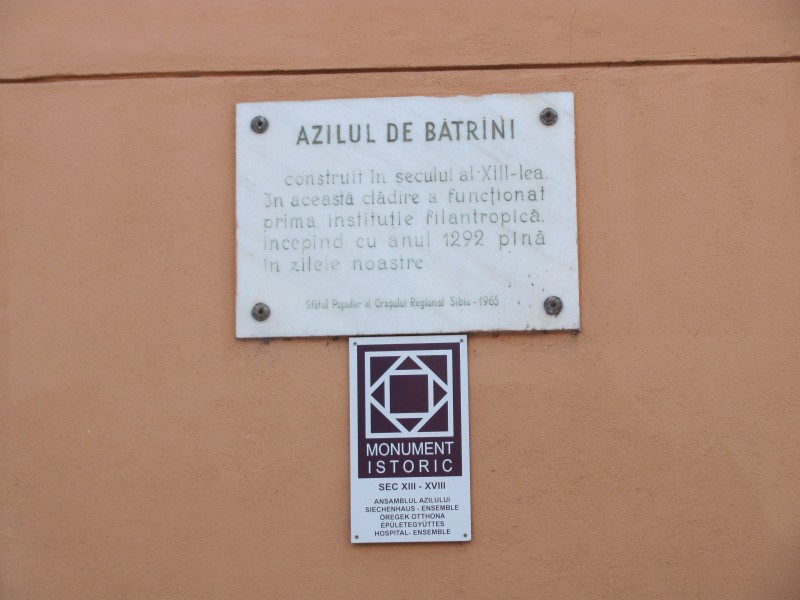 AZILUL DE BĂTRÎNI
construit în seculul al XIII-lea.
În această clădire a funcționat
prima instituție filantropică,
începînd cu anul 1292 pînă
în zilele noastre
Sfatul Popular al Orașului Regional Sibiu - 1965
MONUMENT
ISTORIC
SEC XIII - XVIII
ANSAMBLUL AZILULUI
SIECHENHAUS - ENSEMBLE
ÖREGEK OTTHONA
ÉPÜLETEGYÜTTES
HOSPITAL- ENSEMBLE